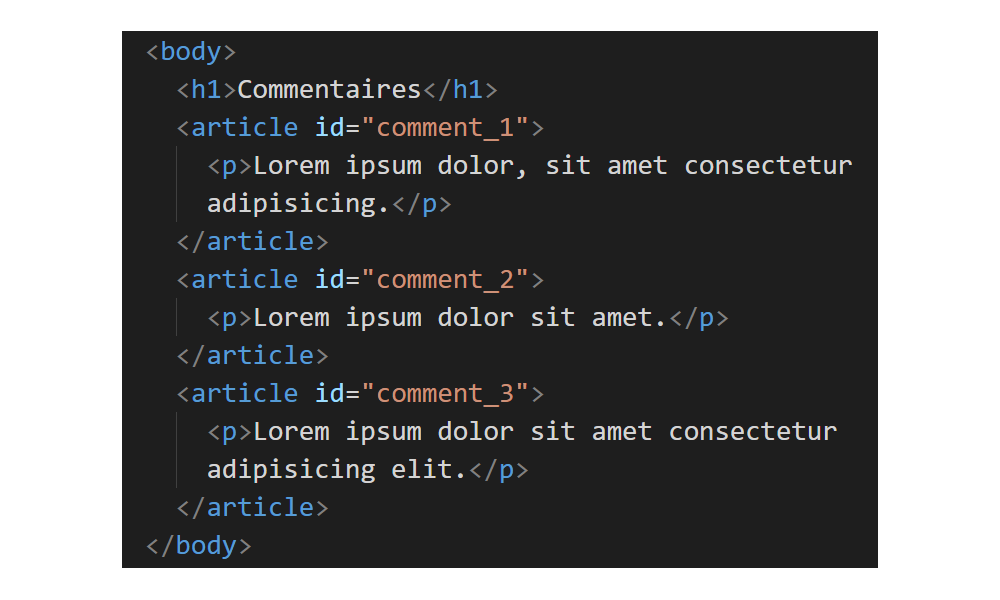 <body>
<h1>Commentaires</h1>
<article id="comment_1">
<p>Lorem ipsum dolor, sit amet consectetur
adipisicing.</p>
</article>
<article id="comment_2">
<p>Lorem ipsum dolor sit amet.</p>
</article>
<article id="comment_3">
<p>Lorem ipsum dolor sit amet consectetur
adipisicing elit.</p>
</article>
</body>